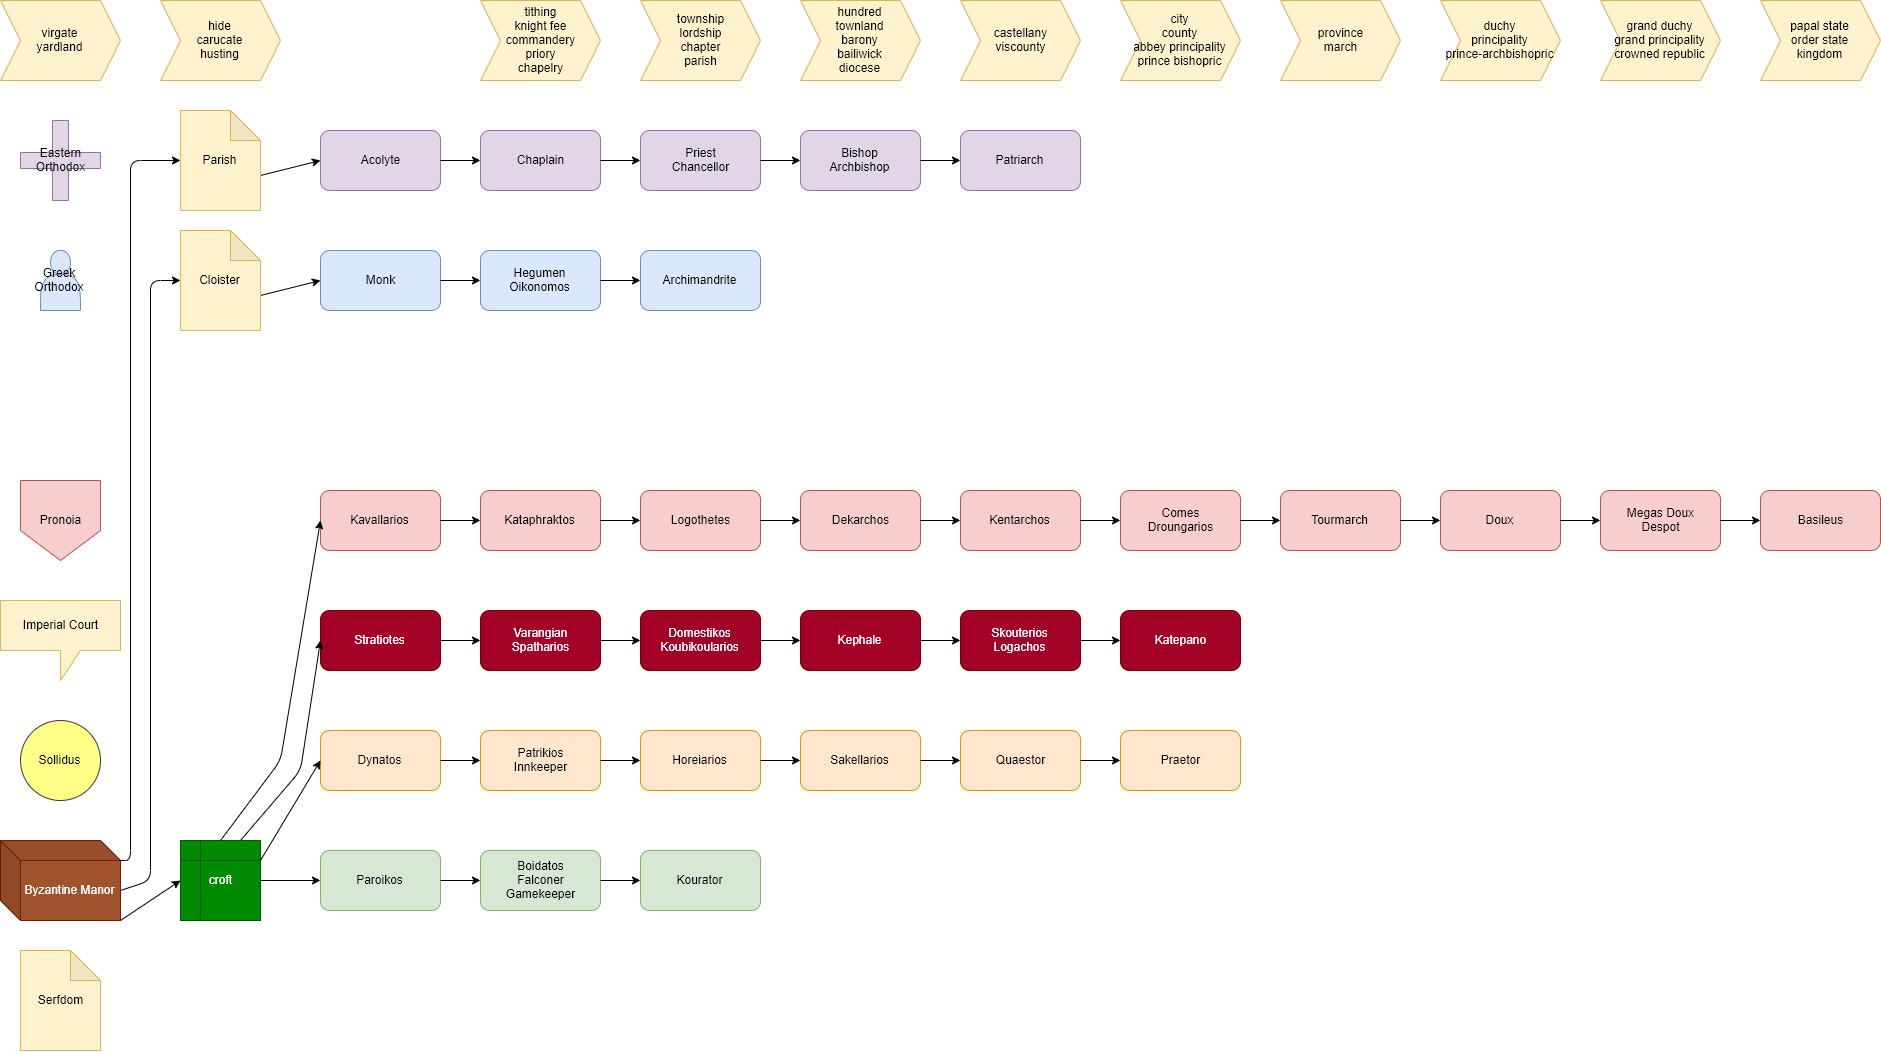 virgate
yardland
hide
carucate
husting
tithing
knight fee
commandery
priory
chapelry
township
lordship
chapter
parish
hundred
townland
barony
bailiwick
diocese
castellany
viscounty
city
county
abbey principality
prince bishopric
province
march
duchy
principality
prince-archbishopric
grand duchy
grand principality
crowned republic
papal state
order state
kingdom
Eastern
Orthodox
Parish
Acolyte
Chaplain
Priest
Chancellor
Bishop
Archbishop
Patriarch
Greek
Orthodox
Cloister
Monk
Hegumen
Oikonomos
Archimandrite
Pronoia
Kavallarios
Kataphraktos
Logothetes
Dekarchos
Kentarchos
Comes
Droungarios
Tourmarch
Doux
Megas Doux
Despot
Basileus
Imperial Court
Stratiotes
Varangian
Spatharios
Domestikos
Koubikoularios
Kephale
Skouterios
Logachos
Katepano
Sollidus
Dynatos
Patrikios
Innkeeper
Horeiarios
Sakellarios
Quaestor
Praetor
Byzantine Manor
croft
Paroikos
Boidatos
Falconer
Gamekeeper
Kourator
Serfdom